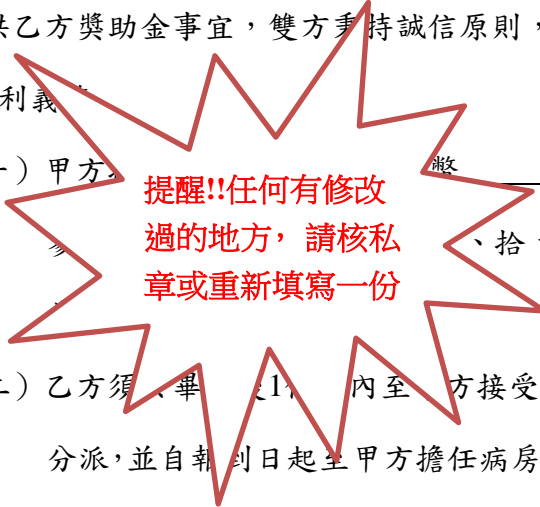 供乙方獎助金事宜，雙方秉持誠信原則，
利義
）甲方 幣
提醒!!任何有修改
過的地方，請核私
章或重新填寫一份
、拾
）乙方須 畢 1 內至 方接受
分派，並自報到日起至甲方擔任病房